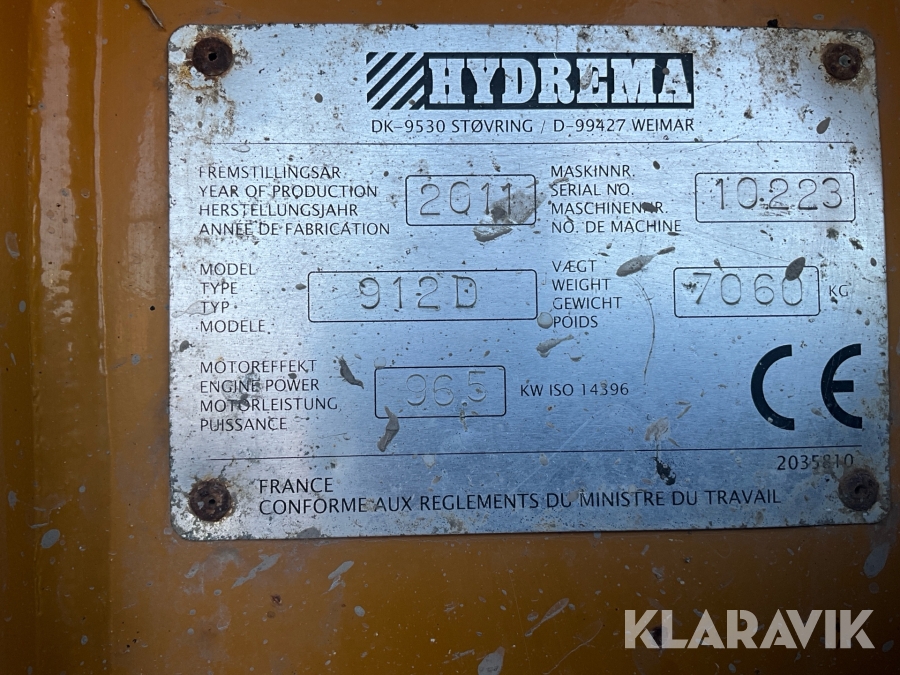 HYDREMA
DK-9530 STØVRING / D-99427 WEIMAR
FREMSTILLINGSÅR
YEAR OF PRODUCTION
HERSTELLUNGSJAHR
ANNÉE DE FABRICATION
2011
MASKINNR.
SERIAL NO.
MASCHINENNR.
NO. DE MACHINE
10223
MODEL
TYPE
TYP
MODELE
912D
VÆGT
WEIGHT
GEWICHT
POIDS
7060 KG
MOTOREFFEKT
ENGINE POWER
MOTORLEISTUNG
PUISSANCE
96.5 KW ISO 14396
CE
2035810
FRANCE
CONFORME AUX REGLEMENTS DU MINISTRE DU TRAVAIL
KLARAVIK